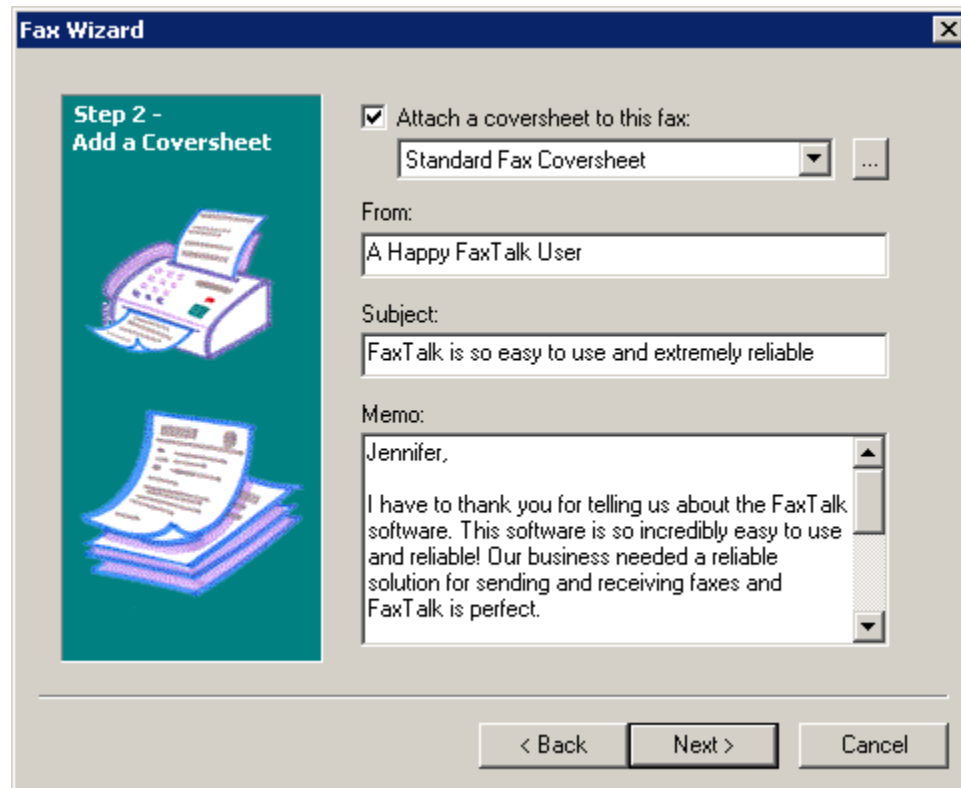 Fax Wizard
Step 2 -
Add a Coversheet
Attach a coversheet to this fax:
Standard Fax Coversheet
...
From:
A Happy FaxTalk User
Subject:
FaxTalk is so easy to use and extremely reliable
Memo:
Jennifer,
I have to thank you for telling us about the FaxTalk
software. This software is so incredibly easy to use
and reliable! Our business needed a reliable
solution for sending and receiving faxes and
FaxTalk is perfect.
< Back
Next >
Cancel